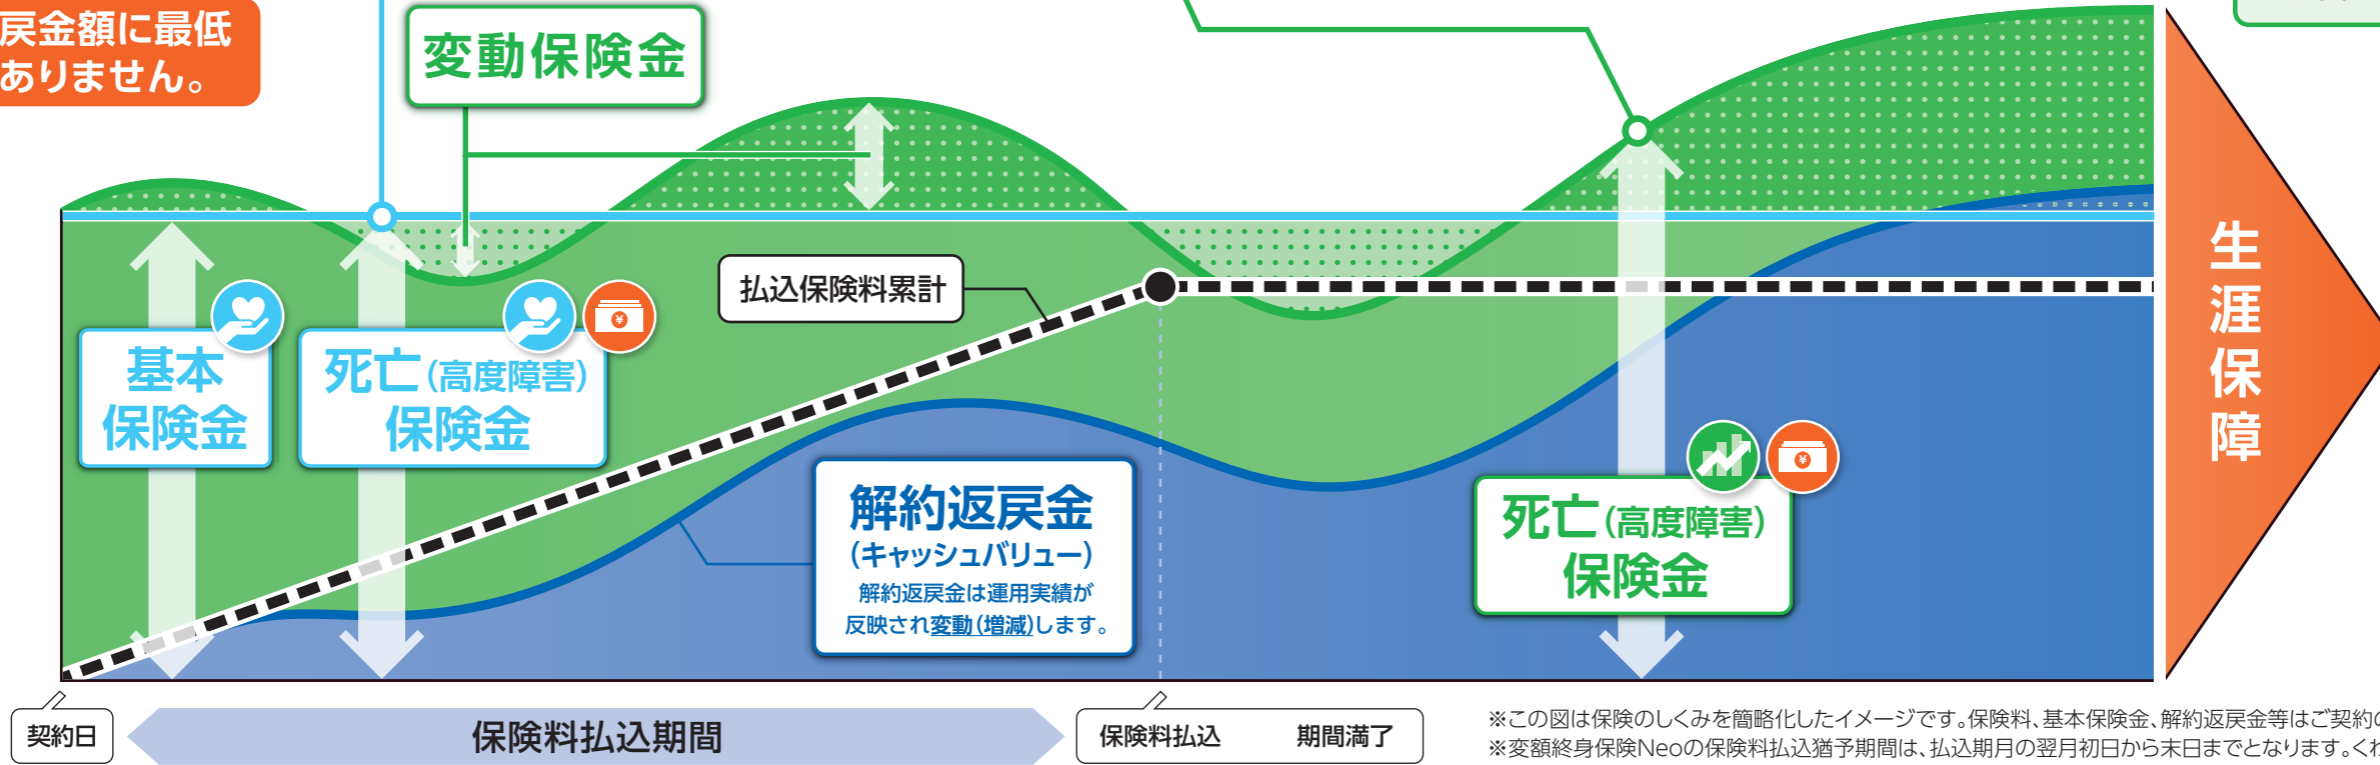 戻金額に最低
ありません。
変動保険金
払込保険料累計
基本
保険金
死亡(高度障害)
保険金
解約返戻金
(キャッシュバリュー)
解約返戻金は運用実績が
反映され変動(増減)します。
死亡(高度障害)
保険金
生涯保障
契約日
保険料払込期間
保険料払込 期間満了
※この図は保険のしくみを簡略化したイメージです。保険料、基本保険金、解約返戻金等はご契約の
※変額終身保険Neoの保険料払込猶予期間は、払込期月の翌月初日から末日までとなります。くわ